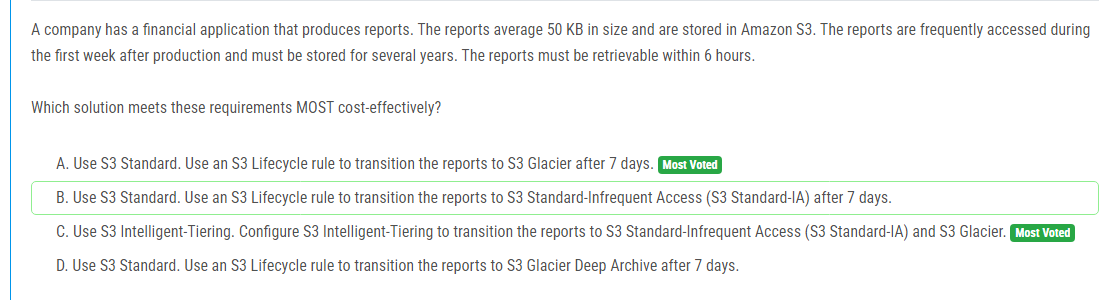 A company has a financial application that produces reports. The reports average 50 KB in size and are stored in Amazon S3. The reports are frequently accessed during
the first week after production and must be stored for several years. The reports must be retrievable within 6 hours.
Which solution meets these requirements MOST cost-effectively?
A. Use S3 Standard. Use an S3 Lifecycle rule to transition the reports to S3 Glacier after 7 days. Most Voted
B. Use S3 Standard. Use an S3 Lifecycle rule to transition the reports to S3 Standard-Infrequent Access (S3 Standard-IA) after 7 days.
C. Use S3 Intelligent-Tiering. Configure S3 Intelligent-Tiering to transition the reports to S3 Standard-Infrequent Access (S3 Standard-IA) and S3 Glacier. Most Voted
D. Use S3 Standard. Use an S3 Lifecycle rule to transition the reports to S3 Glacier Deep Archive after 7 days.